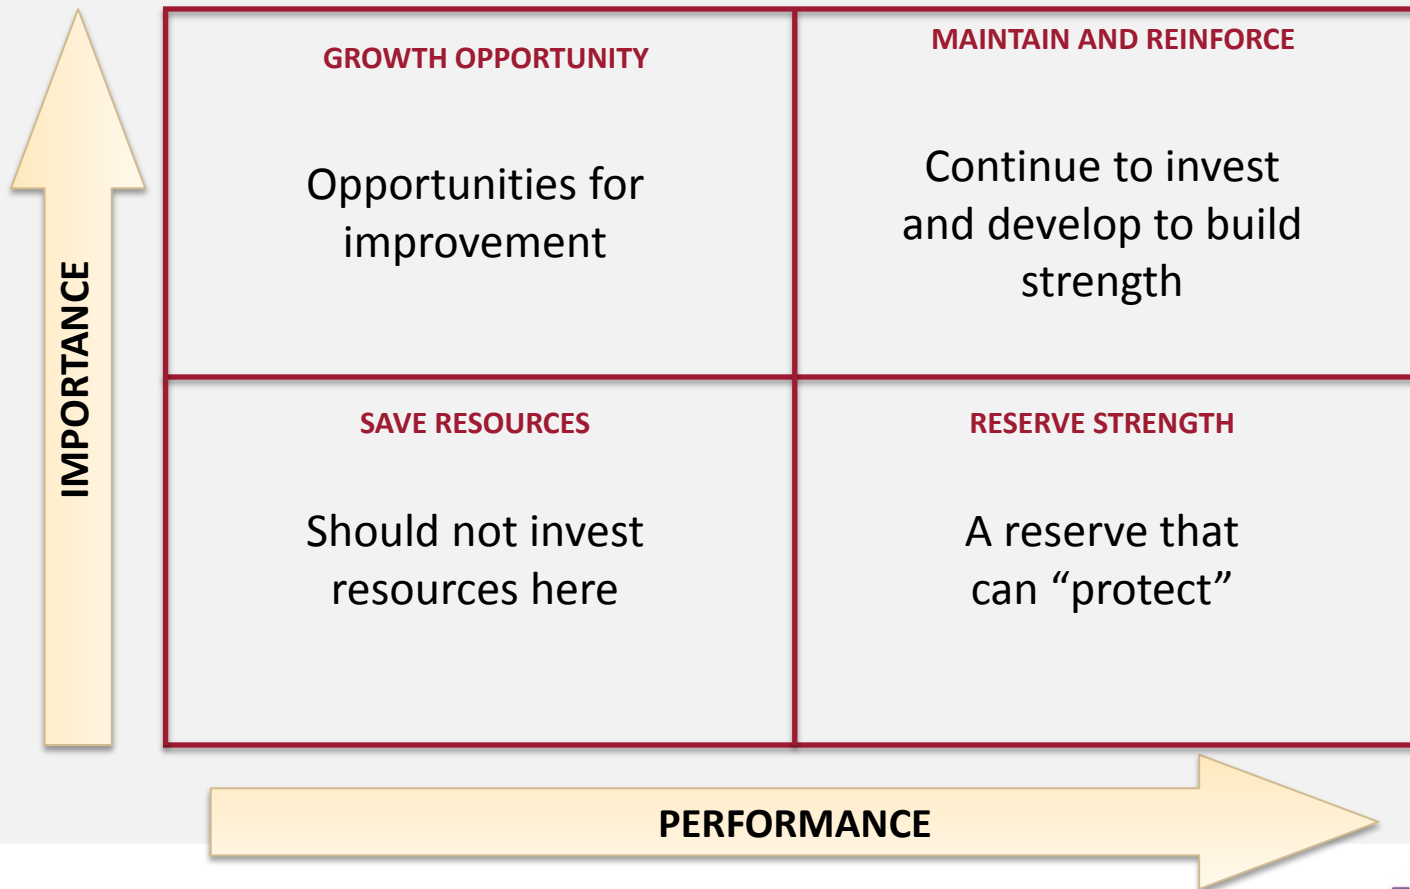 GROWTH OPPORTUNITY
Opportunities for
improvement
MAINTAIN AND REINFORCE
Continue to invest
and develop to build
strength
IMPORTANCE
SAVE RESOURCES
Should not invest
resources here
RESERVE STRENGTH
A reserve that
can “protect”
PERFORMANCE